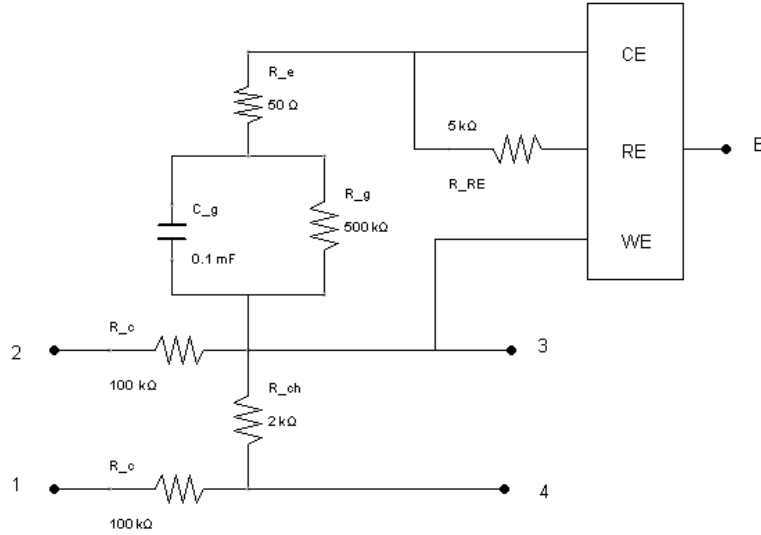 R_e
50 Ω
CE
5 kΩ
RE
E
R_RE
C_g
0.1 mF
R_g
500 kΩ
WE
2
R_c
100 kΩ
3
R_ch
2 kΩ
1
R_c
100 kΩ
4